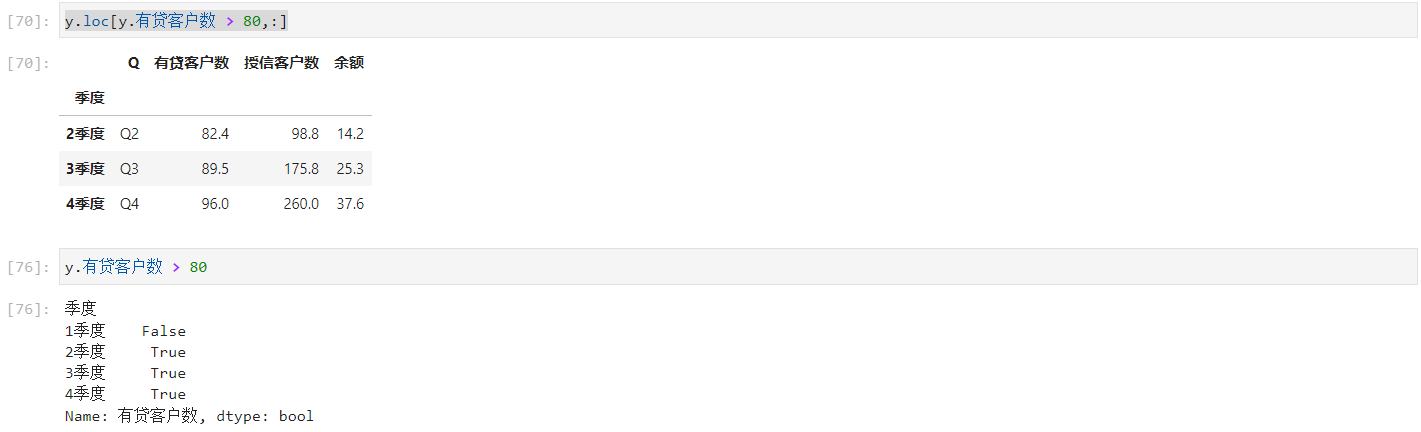 [70]: y.loc[y.有贷客户数 > 80,:]
[70]: Q 有贷客户数 授信客户数 余额
季度
2季度 Q2 82.4 98.8 14.2
3季度 Q3 89.5 175.8 25.3
4季度 Q4 96.0 260.0 37.6
[76]: y.有贷客户数 > 80
[76]: 季度
1季度 False
2季度 True
3季度 True
4季度 True
Name: 有贷客户数, dtype: bool